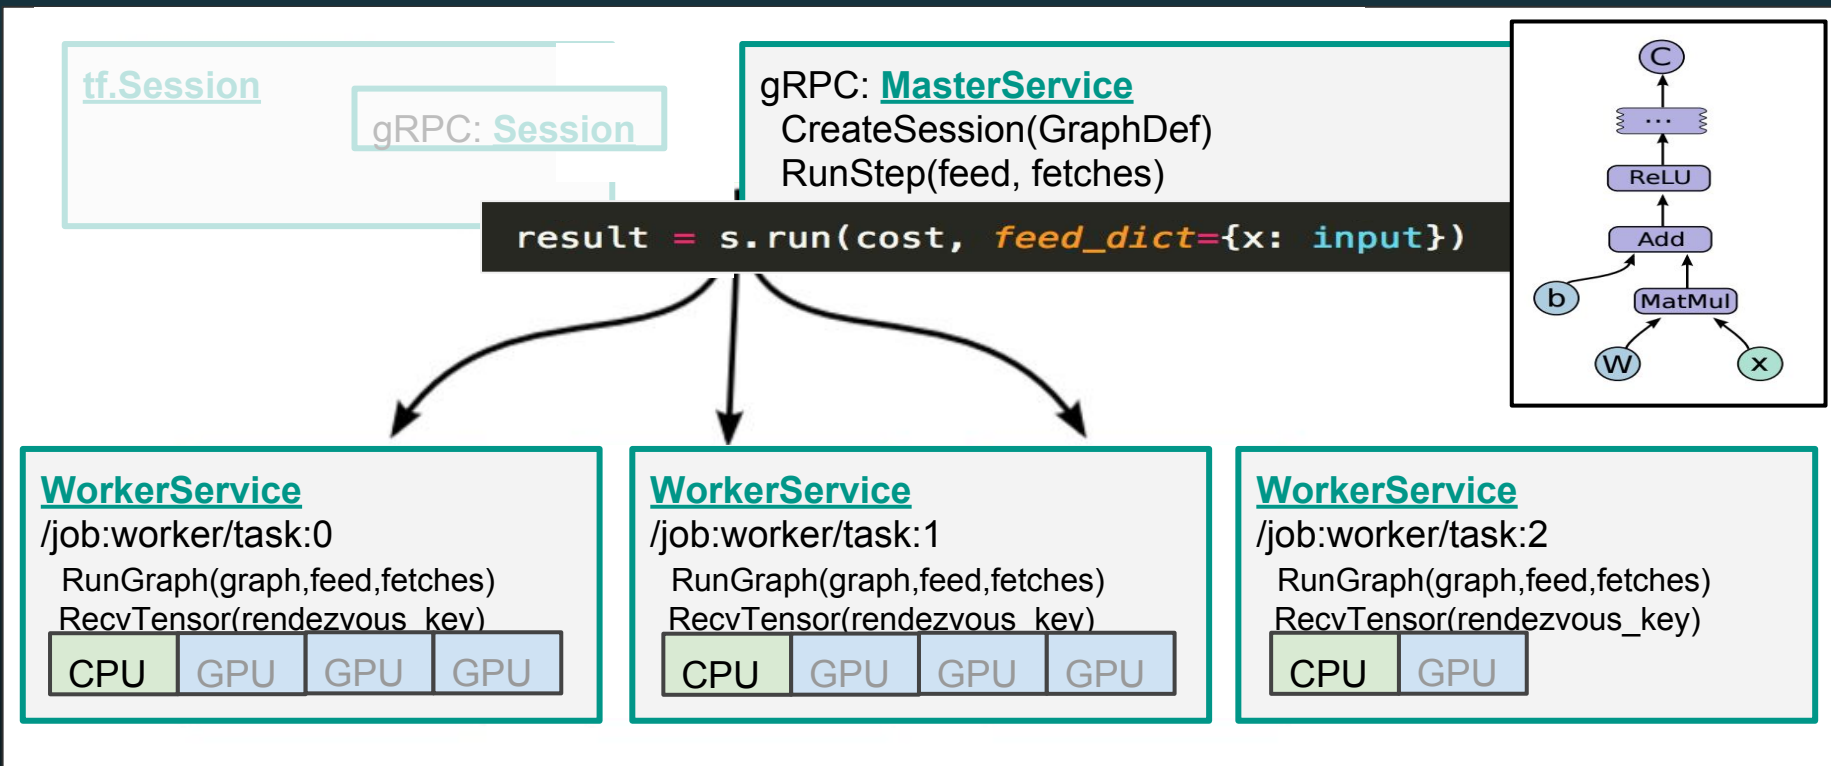 tf.Session
gRPC: Session
gRPC: MasterService
CreateSession(GraphDef)
RunStep(feed, fetches)
result = s.run(cost, feed_dict={x: input})
C
...
ReLU
Add
b
MatMul
W
x
WorkerService
/job:worker/task:0
RunGraph(graph,feed,fetches)
RecvTensor(rendezvous_key)
CPU GPU GPU GPU
WorkerService
/job:worker/task:1
RunGraph(graph,feed,fetches)
RecvTensor(rendezvous_key)
CPU GPU GPU GPU
WorkerService
/job:worker/task:2
RunGraph(graph,feed,fetches)
RecvTensor(rendezvous_key)
CPU GPU